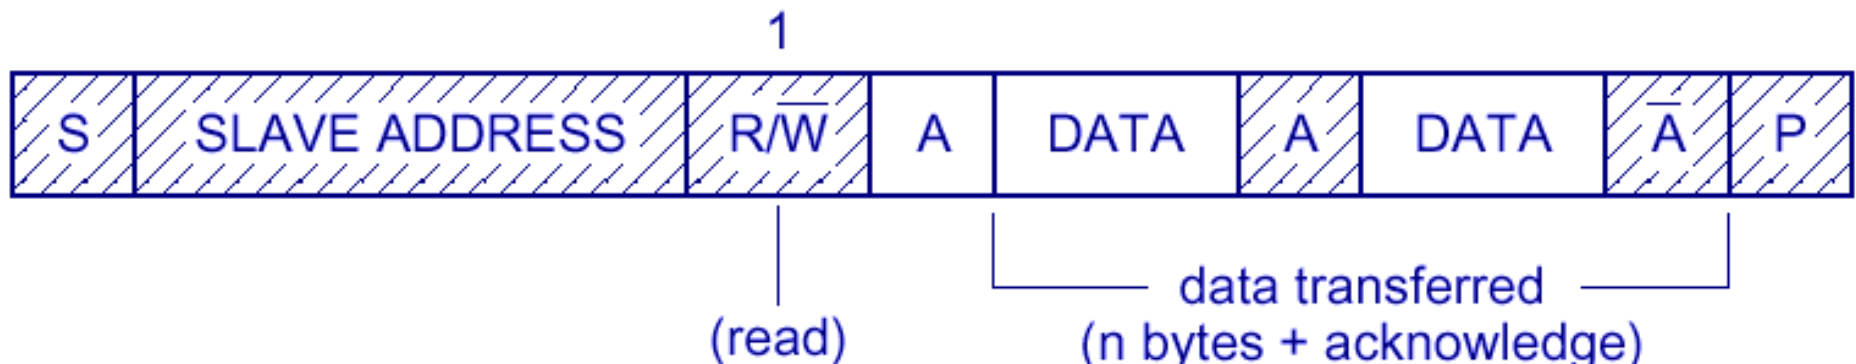 1
S SLAVE ADDRESS R/W̅ A DATA A DATA A̅ P
data transferred
(read) (n bytes + acknowledge)